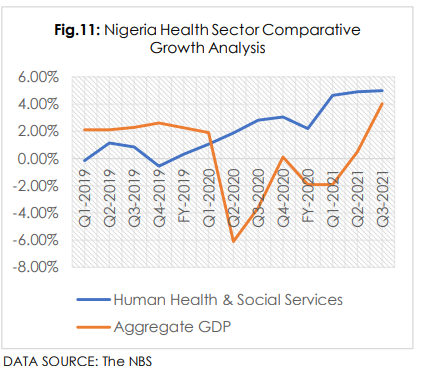 Fig.11: Nigeria Health Sector Comparative
Growth Analysis
6.00%
4.00%
2.00%
0.00%
-2.00%
-4.00%
-6.00%
-8.00%
Q1-2019
Q2-2019
Q3-2019
Q4-2019
FY-2019
Q1-2020
Q2-2020
Q3-2020
Q4-2020
FY-2020
Q1-2021
Q2-2021
Q3-2021
Human Health & Social Services
Aggregate GDP
DATA SOURCE: The NBS